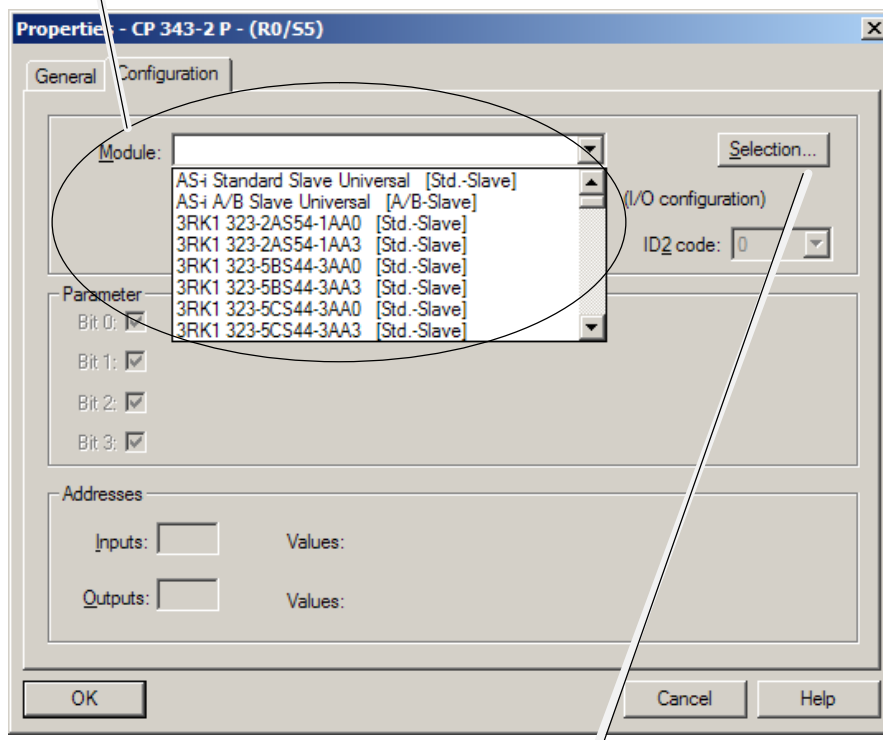 Properties - CP 343-2 P - (R0/S5)
General Configuration
Module:
Selection...
AS-i Standard Slave Universal [Std.-Slave]
AS-i A/B Slave Universal [A/B-Slave]
3RK1 323-2AS54-1AA0 [Std.-Slave]
3RK1 323-2AS54-1AA3 [Std.-Slave]
3RK1 323-5BS44-3AA0 [Std.-Slave]
3RK1 323-5BS44-3AA3 [Std.-Slave]
3RK1 323-5CS44-3AA0 [Std.-Slave]
3RK1 323-5CS44-3AA3 [Std.-Slave]
(I/O configuration)
ID2 code: 0
Parameter
Bit 0:
Bit 1:
Bit 2:
Bit 3:
Addresses
Inputs: Values:
Outputs: Values:
OK Cancel Help